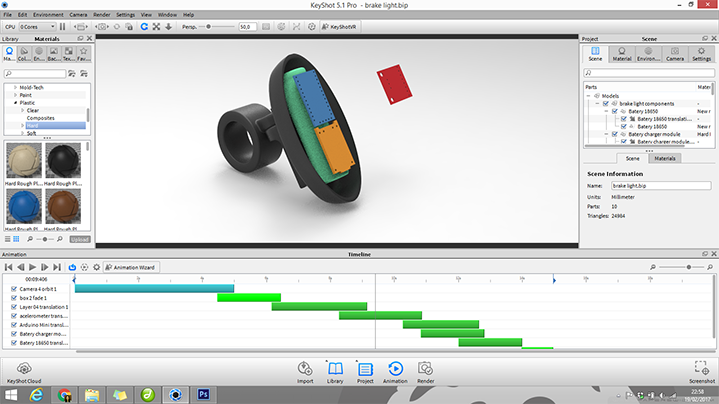 KeyShot 5.1 Pro - brake light.bip
File Edit Environment Camera Render Settings View Window Help
CPU 0 Cores Persp... 50,0 KeyShotVR
Library Materials
Ma... Col... En... Bac... Tex... Fav...
Mold-Tech
Paint
Plastic
Clear
Composites
Hard
Soft
Hard Rough Pl... Hard Rough Pl...
Hard Rough Pl... Hard Rough Pl...
Upload
Project Scene
Scene Material Environ... Camera Settings
Parts Mater
Models
brake light components -
Batery 18650 New r
Batery 18650 translati... -
Batery 18650 New r
Batery charger module Hard
Batery charger module... -
Scene Materials
Scene Information
Name: brake light.bip
Units: Millimeter
Parts: 10
Triangles: 24984
Animation Timeline
Animation Wizard
00:09:406
Camera 4 orbit 1
box 2 fade 1
Layer 04 translation 1
acelerometer trans...
Arduino Mini transl...
Batery charger mo...
Batery 18650 transl...
KeyShot Cloud Import Library Project Animation Render Screenshot
22:58
19/02/2017